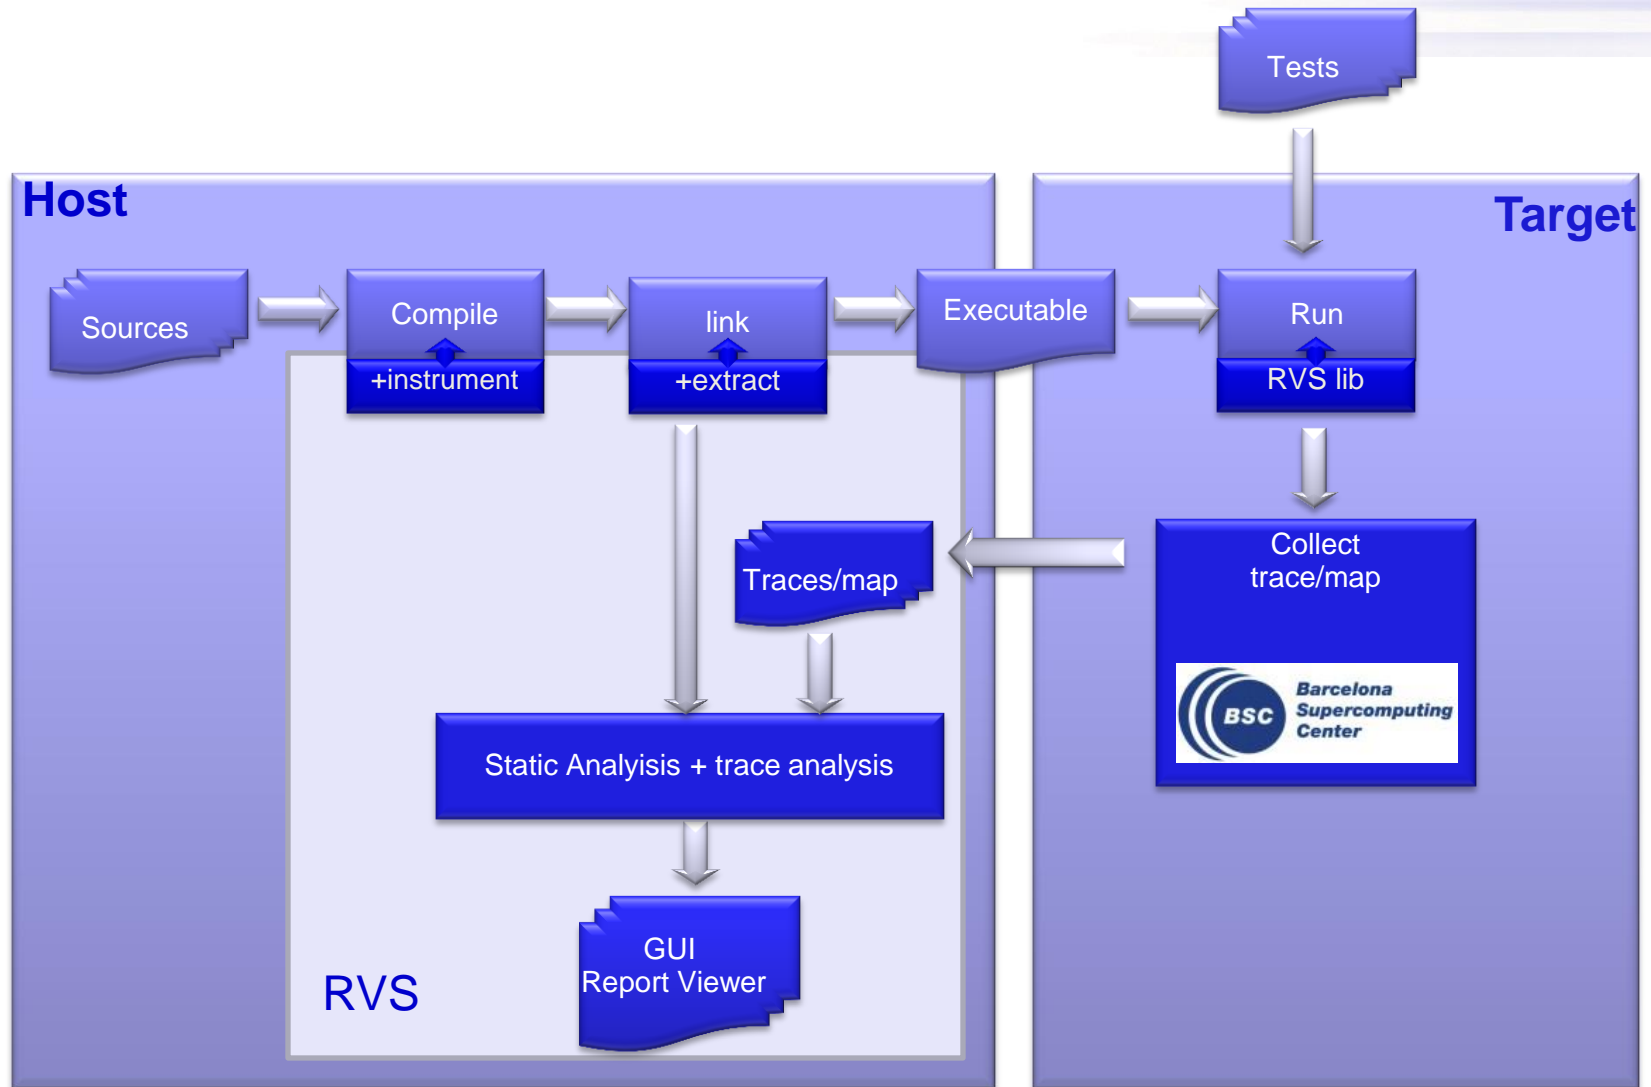 Tests
Host
Target
Sources
Compile
+instrument
link
+extract
Executable
Run
RVS lib
Traces/map
Collect
trace/map
BSC
Barcelona
Supercomputing
Center
Static Analyisis + trace analysis
GUI
Report Viewer
RVS